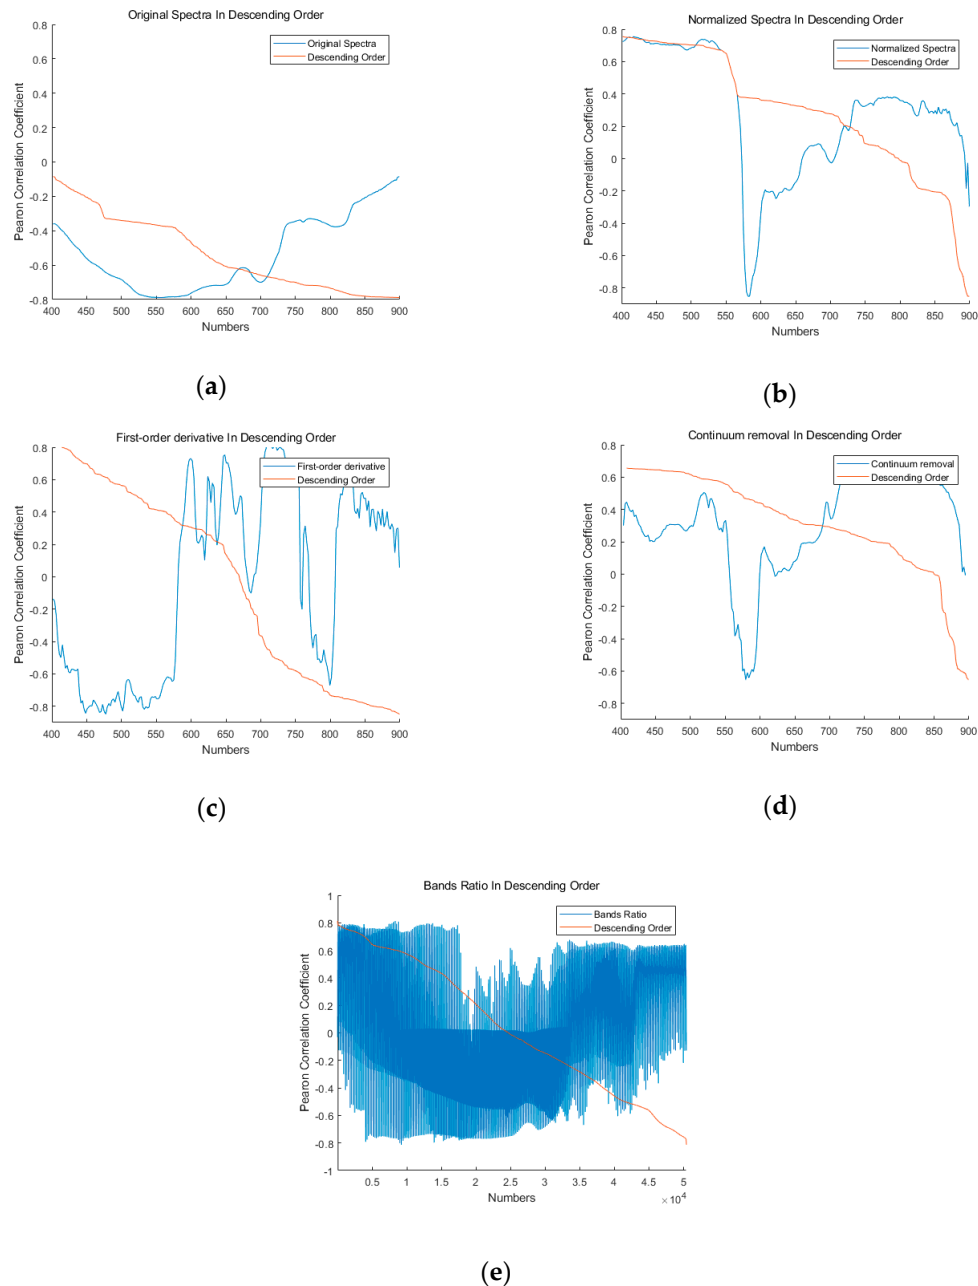 Original Spectra In Descending Order
Original Spectra
Descending Order
Pearon Correlation Coefficient
0.8
0.6
0.4
0.2
0
-0.2
-0.4
-0.6
-0.8
400 450 500 550 600 650 700 750 800 850 900
Numbers
(a)
Normalized Spectra In Descending Order
Normalized Spectra
Descending Order
Pearon Correlation Coefficient
0.8
0.6
0.4
0.2
0
-0.2
-0.4
-0.6
-0.8
400 450 500 550 600 650 700 750 800 850 900
Numbers
(b)
First-order derivative In Descending Order
First-order derivative
Descending Order
Pearon Correlation Coefficient
0.8
0.6
0.4
0.2
0
-0.2
-0.4
-0.6
-0.8
400 450 500 550 600 650 700 750 800 850 900
Numbers
(c)
Continuum removal In Descending Order
Continuum removal
Descending Order
Pearon Correlation Coefficient
0.8
0.6
0.4
0.2
0
-0.2
-0.4
-0.6
-0.8
400 450 500 550 600 650 700 750 800 850 900
Numbers
(d)
Bands Ratio In Descending Order
Bands Ratio
Descending Order
Pearon Correlation Coefficient
1
0.8
0.6
0.4
0.2
0
-0.2
-0.4
-0.6
-0.8
-1
0.5 1 1.5 2 2.5 3 3.5 4 4.5 5
Numbers
×10⁴
(e)